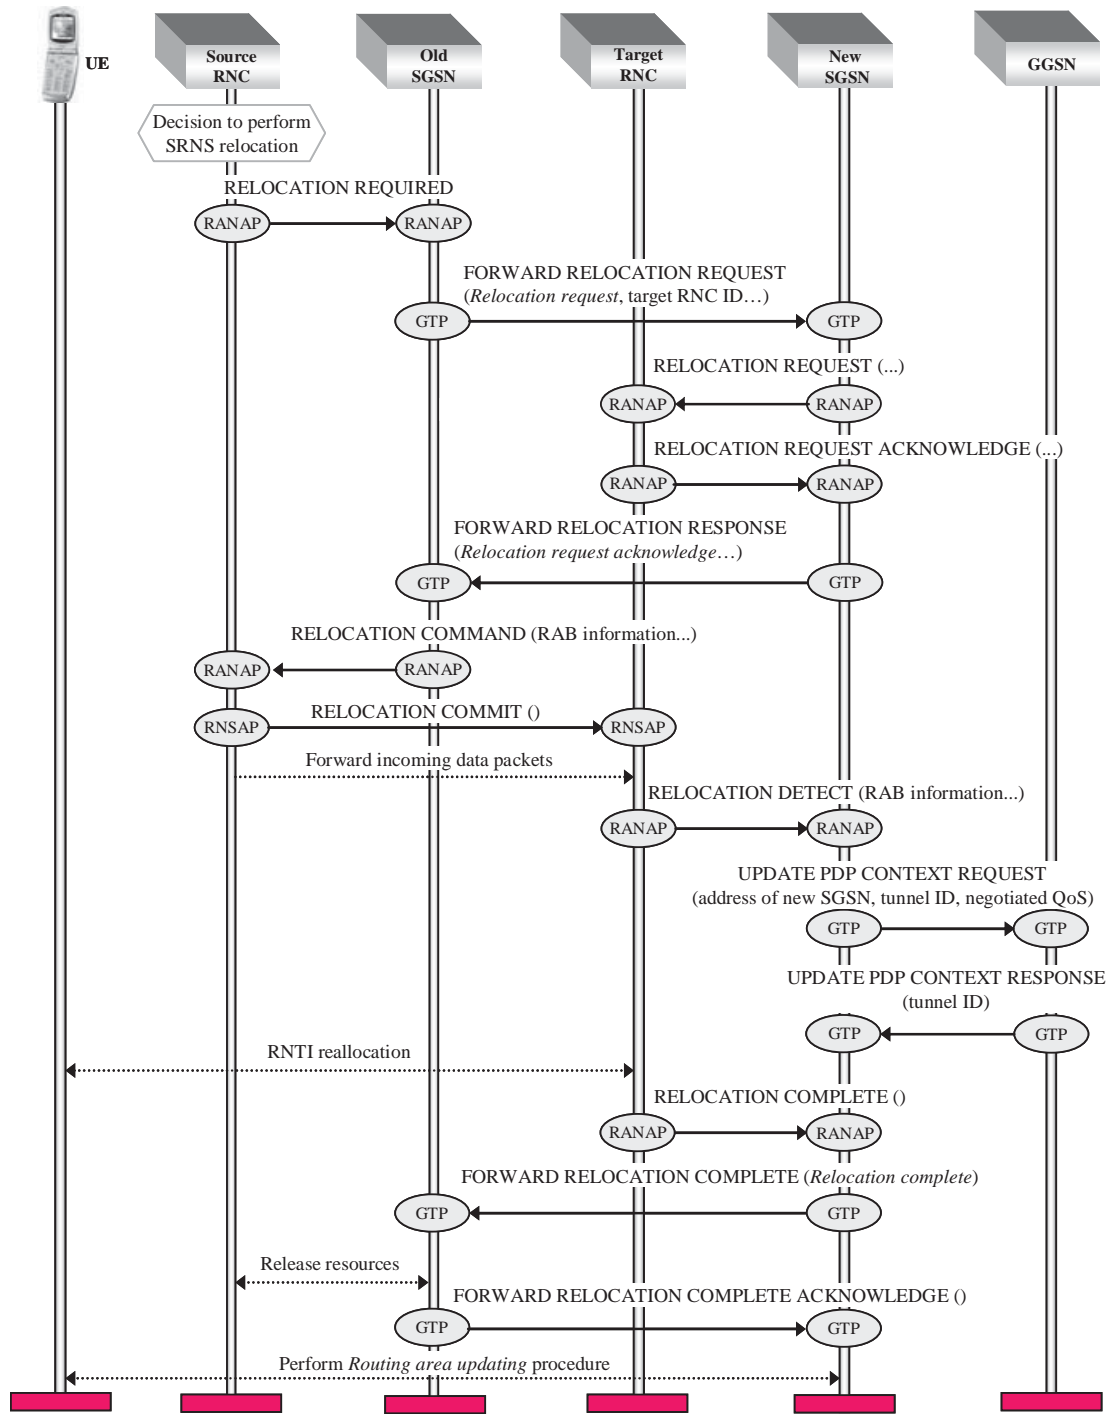 UE
Source
RNC
Old
SGSN
Target
RNC
New
SGSN
GGSN
Decision to perform
SRNS relocation
RELOCATION REQUIRED
RANAP
RANAP
FORWARD RELOCATION REQUEST
(Relocation request, target RNC ID…)
GTP
GTP
RELOCATION REQUEST (...)
RANAP
RANAP
RELOCATION REQUEST ACKNOWLEDGE (...)
RANAP
RANAP
FORWARD RELOCATION RESPONSE
(Relocation request acknowledge…)
GTP
GTP
RELOCATION COMMAND (RAB information...)
RANAP
RANAP
RELOCATION COMMIT ()
RNSAP
RNSAP
Forward incoming data packets
RELOCATION DETECT (RAB information...)
RANAP
RANAP
UPDATE PDP CONTEXT REQUEST
(address of new SGSN, tunnel ID, negotiated QoS)
GTP
GTP
UPDATE PDP CONTEXT RESPONSE
(tunnel ID)
GTP
GTP
RNTI reallocation
RELOCATION COMPLETE ()
RANAP
RANAP
FORWARD RELOCATION COMPLETE (Relocation complete)
GTP
GTP
Release resources
FORWARD RELOCATION COMPLETE ACKNOWLEDGE ()
GTP
GTP
Perform Routing area updating procedure